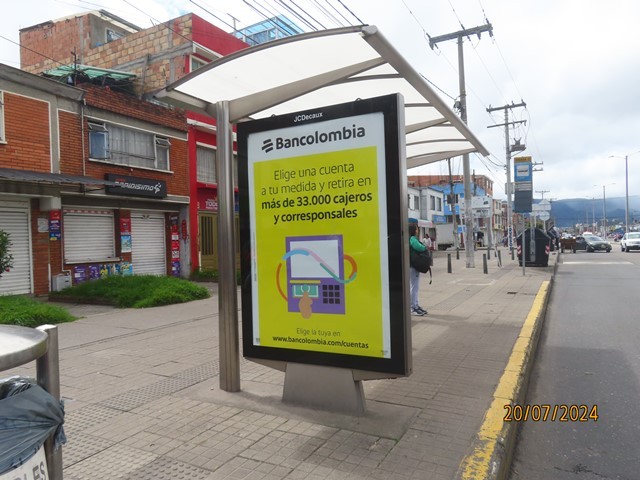 JCDecaux
Bancolombia
Elige una cuenta
a tu medida y retira en
más de 33.000 cajeros
y corresponsales
Elige la tuya en
www.bancolombia.com/cuentas
20/07/2024